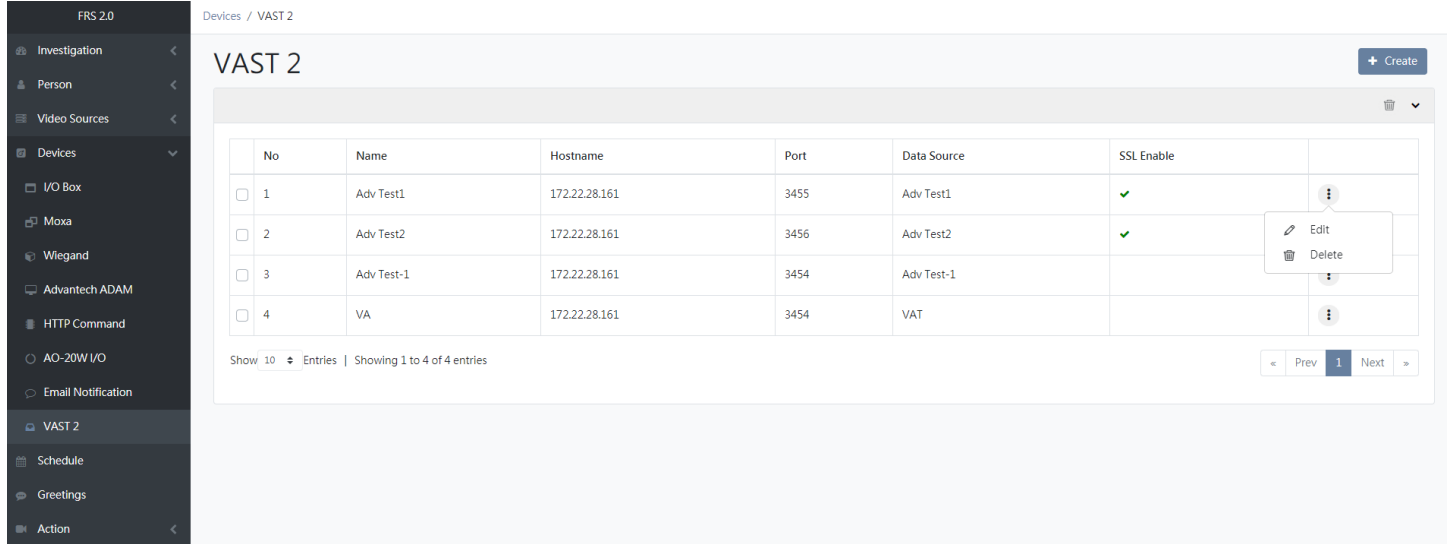 FRS 2.0
Devices / VAST 2
Investigation
Person
Video Sources
Devices
I/O Box
Moxa
Wiegand
Advantech ADAM
HTTP Command
AO-20W I/O
Email Notification
VAST 2
Schedule
Greetings
Action
VAST 2
+ Create
No Name Hostname Port Data Source SSL Enable
1 Adv Test1 172.22.28.161 3455 Adv Test1
2 Adv Test2 172.22.28.161 3456 Adv Test2
3 Adv Test-1 172.22.28.161 3454 Adv Test-1
4 VA 172.22.28.161 3454 VAT
Edit
Delete
Show 10 Entries | Showing 1 to 4 of 4 entries
« Prev 1 Next »